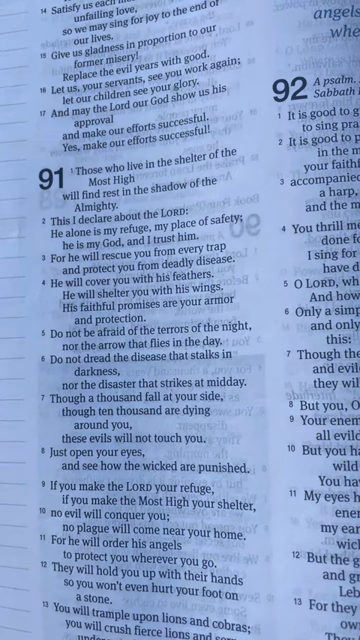 14 Satisfy us each
unfailing love,
so we may sing for joy to the end of
our lives.
15 Give us gladness in proportion to our
former misery!
Replace the evil years with good.
16 Let us, your servants, see you work again;
let our children see your glory.
17 And may the Lord our God show us his
approval
and make our efforts successful.
Yes, make our efforts successful!
91
1 Those who live in the shelter of the
Most High
will find rest in the shadow of the
Almighty.
2 This I declare about the LORD:
He alone is my refuge, my place of safety;
he is my God, and I trust him.
3 For he will rescue you from every trap
and protect you from deadly disease.
4 He will cover you with his feathers.
He will shelter you with his wings.
His faithful promises are your armor
and protection.
5 Do not be afraid of the terrors of the night,
nor the arrow that flies in the day.
6 Do not dread the disease that stalks in
darkness,
nor the disaster that strikes at midday.
7 Though a thousand fall at your side,
though ten thousand are dying
around you,
these evils will not touch you.
8 Just open your eyes,
and see how the wicked are punished.
9 If you make the LORD your refuge,
if you make the Most High your shelter,
10 no evil will conquer you;
no plague will come near your home.
11 For he will order his angels
to protect you wherever you go.
12 They will hold you up with their hands
so you won't even hurt your foot on
a stone.
13 You will trample upon lions and cobras;
you will crush fierce lions and
angels
whe
92
A psalm.
Sabbath
1 It is good to g
to sing pra
2 It is good to p
in the m
your faithf
3 accompanied
a harp,
and the m
4 You thrill me
done f
I sing for
have d
5 O LORD, wh
And how
6 Only a simp
and only
this:
7 Though the
and evil
they wil
8 But you, O
9 Your enem
all evild
10 But you ha
wild
You ha
11 My eyes h
ener
my ear
wick
12 But the g
and gr
Leb
13 For they
ow